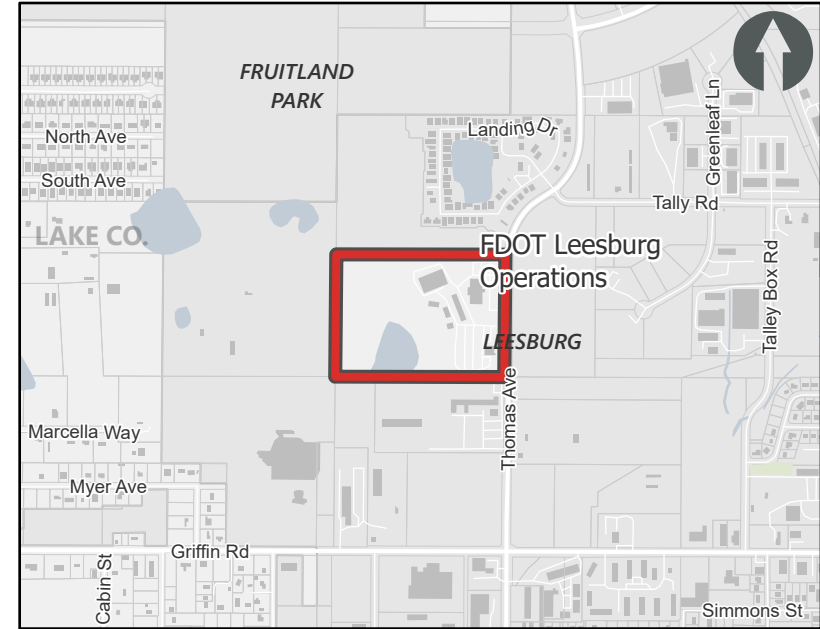 FRUITLAND
PARK
Landing Dr
Greenleaf Ln
North Ave
South Ave
Tally Rd
LAKE CO.
FDOT Leesburg
Operations
Talley Box Rd
LEESBURG
Thomas Ave
Marcella Way
Myer Ave
Griffin Rd
Cabin St
Simmons St